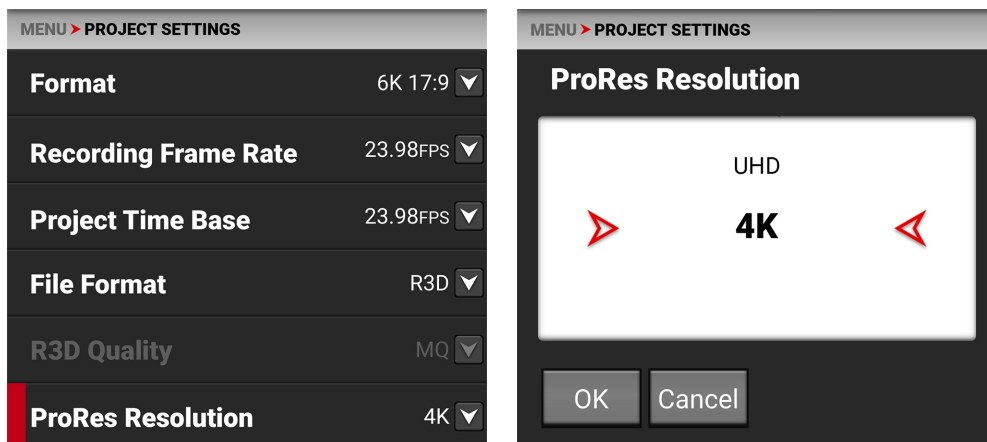 MENU > PROJECT SETTINGS
Format 6K 17:9
Recording Frame Rate 23.98FPS
Project Time Base 23.98FPS
File Format R3D
R3D Quality MQ
ProRes Resolution 4K
MENU > PROJECT SETTINGS
ProRes Resolution
UHD
4K
OK Cancel